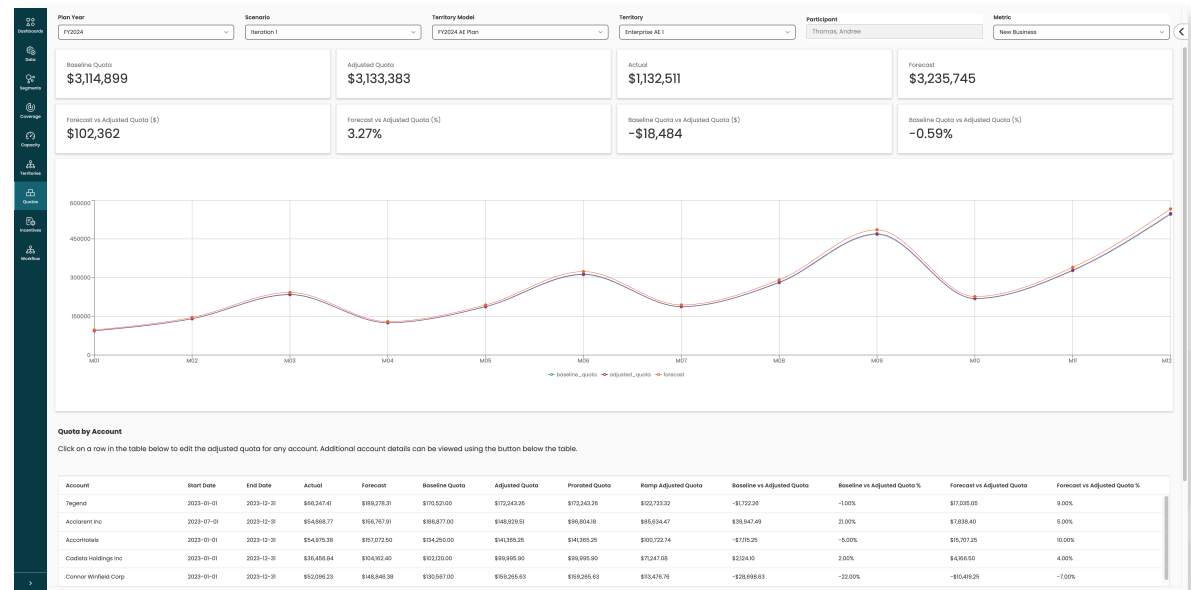 Dashboards
Data
Segments
Coverage
Capacity
Territories
Quotas
Incentives
Workflow
Plan Year Scenario Territory Model Territory Participant Metric
FY2024 Iteration 1 FY2024 AE Plan Enterprise AE 1 Thomas, Andree New Business
Baseline Quota Adjusted Quota Actual Forecast
$3,114,899 $3,133,383 $1,132,511 $3,235,745
Forecast vs Adjusted Quota ($) Forecast vs Adjusted Quota (%) Baseline Quota vs Adjusted Quota ($) Baseline Quota vs Adjusted Quota (%)
$102,362 3.27% -$18,484 -0.59%
600000
450000
300000
150000
0
M01 M02 M03 M04 M05 M06 M07 M08 M09 M10 M11 M12
baseline_quota adjusted_quota forecast
Quota by Account
Click on a row in the table below to edit the adjusted quota for any account. Additional account details can be viewed using the button below the table.
Account Start Date End Date Actual Forecast Baseline Quota Adjusted Quota Prorated Quota Ramp Adjusted Quota Baseline vs Adjusted Quota Baseline vs Adjusted Quota % Forecast vs Adjusted Quota Forecast vs Adjusted Quota %
7egend 2023-01-01 2023-12-31 $66,247.41 $189,278.31 $170,521.00 $172,243.26 $172,243.26 $122,723.32 -$1,722.26 -1.00% $17,035.05 9.00%
Acclarent Inc 2023-07-01 2023-12-31 $54,868.77 $156,767.91 $188,877.00 $148,929.51 $96,804.18 $85,634.47 $39,947.49 21.00% $7,838.40 5.00%
AccorHotels 2023-01-01 2023-12-31 $54,975.38 $157,072.50 $134,250.00 $141,365.25 $141,365.25 $100,722.74 -$7,115.25 -5.00% $15,707.25 10.00%
Cadista Holdings Inc 2023-01-01 2023-12-31 $36,456.84 $104,162.40 $102,120.00 $99,995.90 $99,995.90 $71,247.08 $2,124.10 2.00% $4,166.50 4.00%
Connor Winfield Corp 2023-01-01 2023-12-31 $52,096.23 $148,846.38 $130,567.00 $159,265.63 $159,265.63 $113,476.76 -$28,698.63 -22.00% -$10,419.25 -7.00%